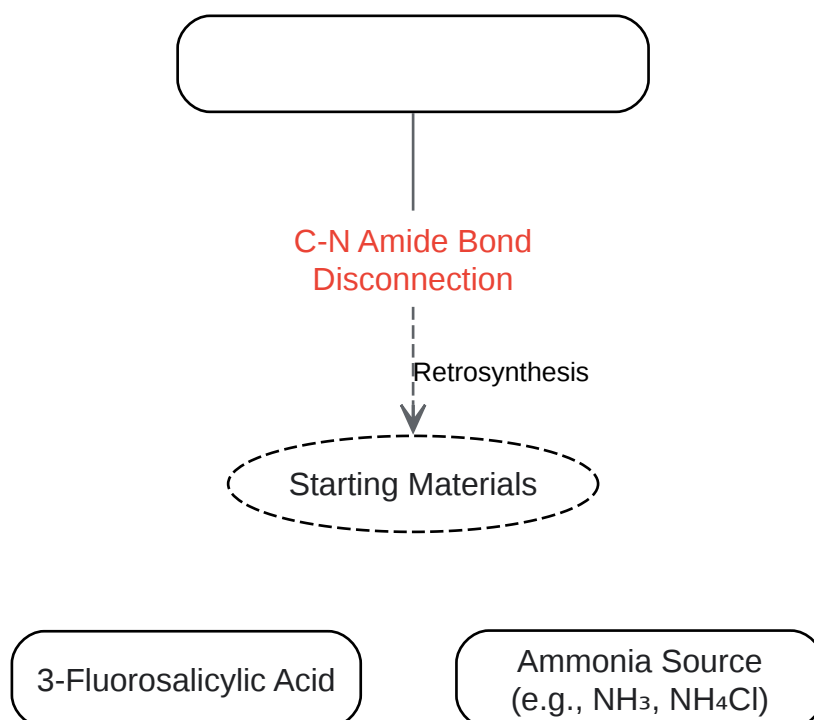 C-N Amide Bond
Disconnection
Retrosynthesis
Starting Materials
3-Fluorosalicylic Acid
Ammonia Source
(e.g., NH₃, NH₄Cl)